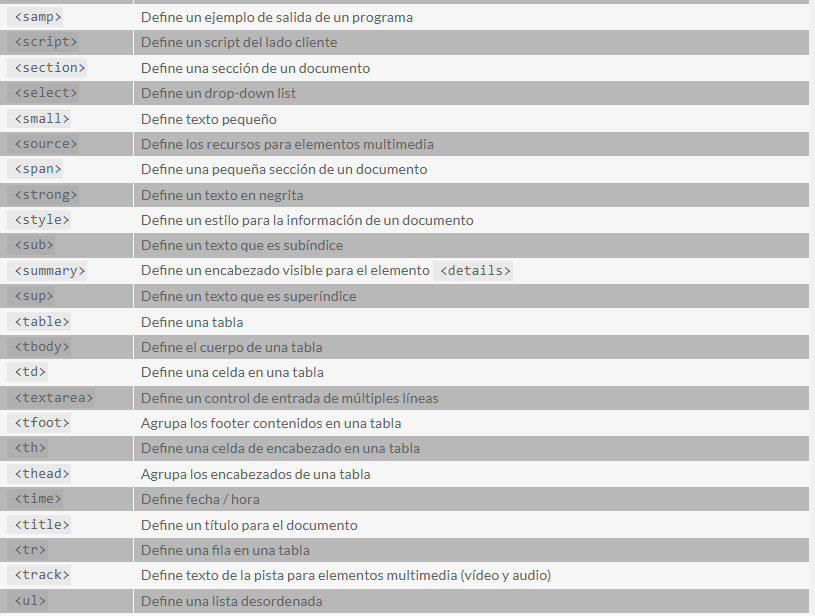 <samp> Define un ejemplo de salida de un programa
<script> Define un script del lado cliente
<section> Define una sección de un documento
<select> Define un drop-down list
<small> Define texto pequeño
<source> Define los recursos para elementos multimedia
<span> Define una pequeña sección de un documento
<strong> Define un texto en negrita
<style> Define un estilo para la información de un documento
<sub> Define un texto que es subíndice
<summary> Define un encabezado visible para el elemento <details>
<sup> Define un texto que es superíndice
<table> Define una tabla
<tbody> Define el cuerpo de una tabla
<td> Define una celda en una tabla
<textarea> Define un control de entrada de múltiples líneas
<tfoot> Agrupa los footer contenidos en una tabla
<th> Define una celda de encabezado en una tabla
<thead> Agrupa los encabezados de una tabla
<time> Define fecha / hora
<title> Define un título para el documento
<tr> Define una fila en una tabla
<track> Define texto de la pista para elementos multimedia (vídeo y audio)
<ul> Define una lista desordenada